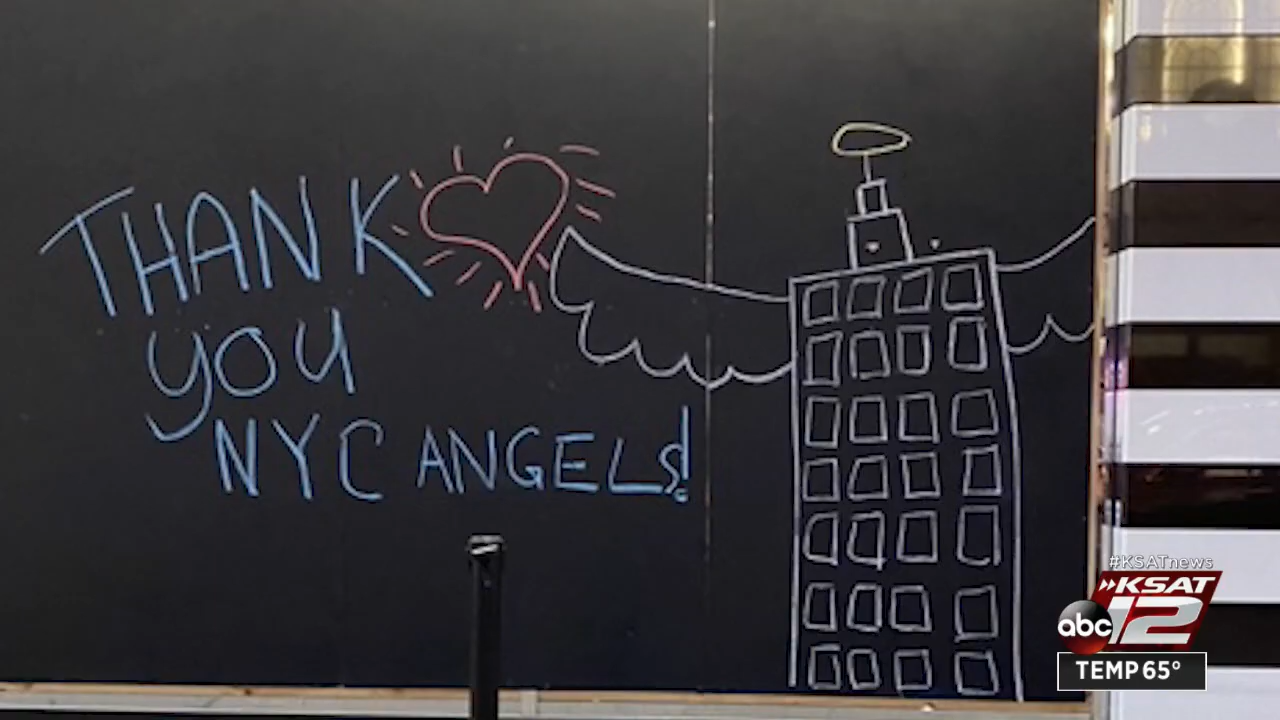 THANK
YOU
NYC ANGELS!
#KSATnews
KSAT
abc 12
TEMP 65°